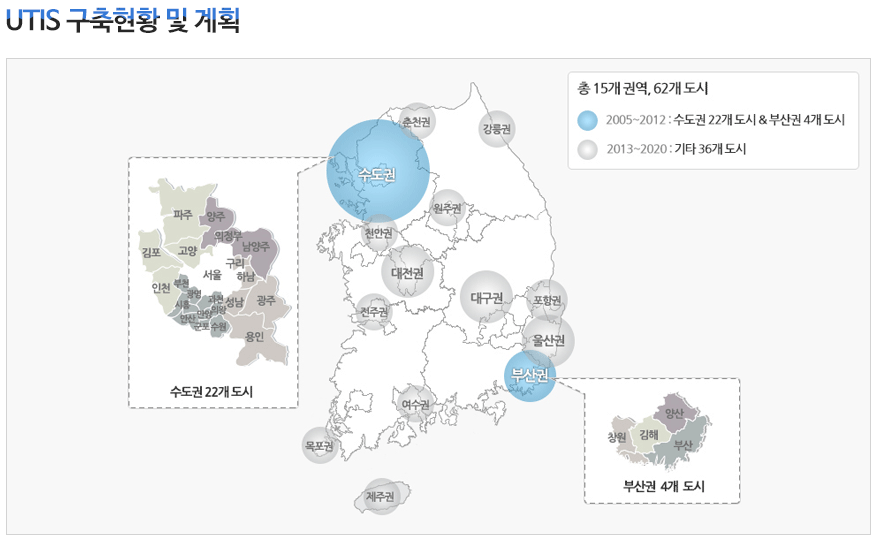 UTIS 구축현황 및 계획
총 15개 권역, 62개 도시
2005~2012 : 수도권 22개 도시 & 부산권 4개 도시
2013~2020 : 기타 36개 도시
춘천권
강릉권
수도권
원주권
천안권
대전권
대구권
포항권
전주권
울산권
부산권
여수권
목포권
제주권
파주
양주
의정부
남양주
김포
고양
구리
서울
하남
인천
부천
광명
과천
성남
광주
시흥
안양
의왕
안산
군포
수원
용인
수도권 22개 도시
양산
창원
김해
부산
부산권 4개 도시